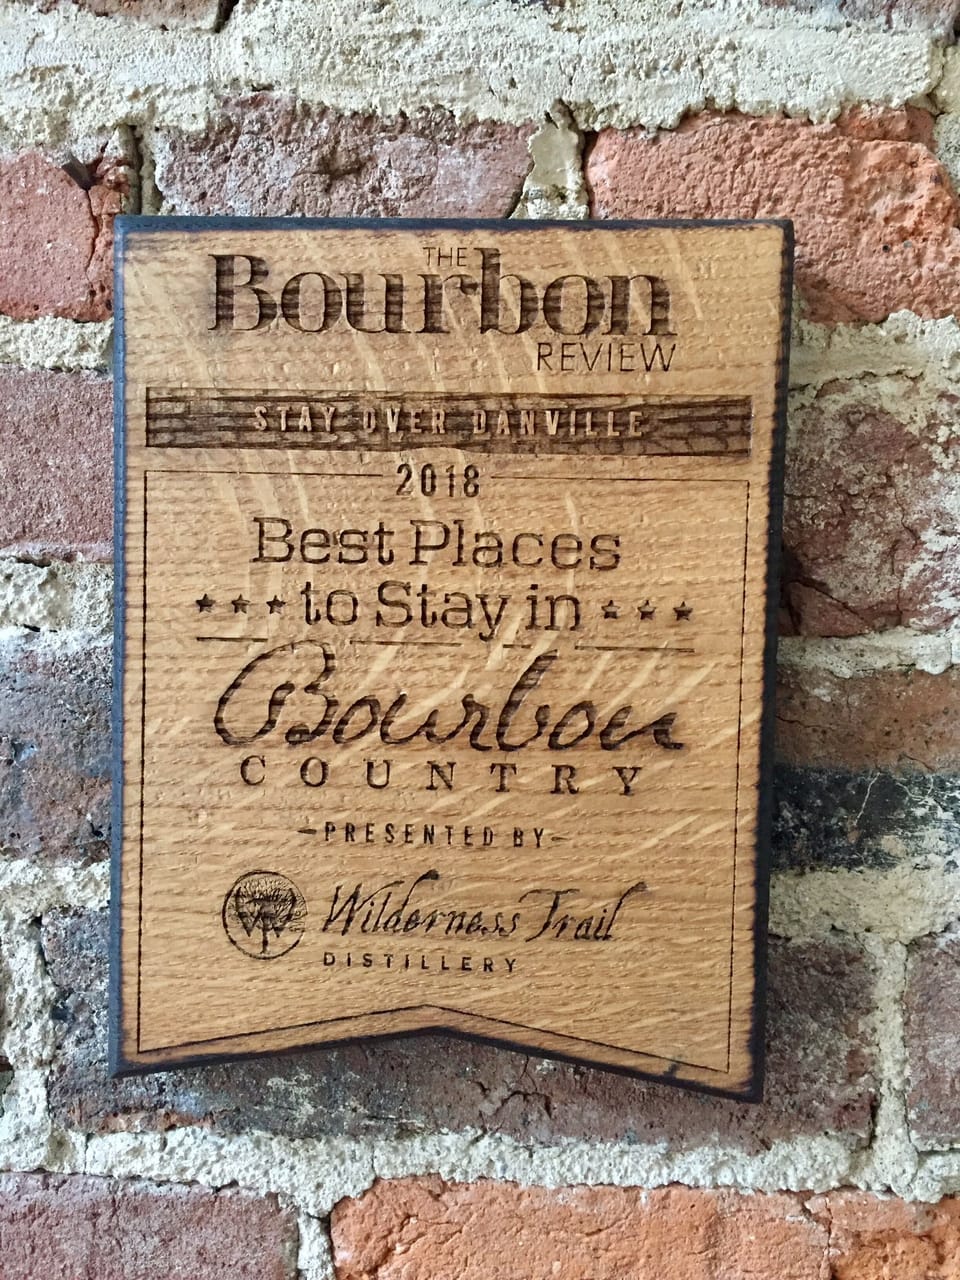 THE
Bourbon
REVIEW
STAY OVER DANVILLE
2018
Best Places
to Stay in
Bourbon
COUNTRY
-PRESENTED BY-
Wilderness Trail
DISTILLERY